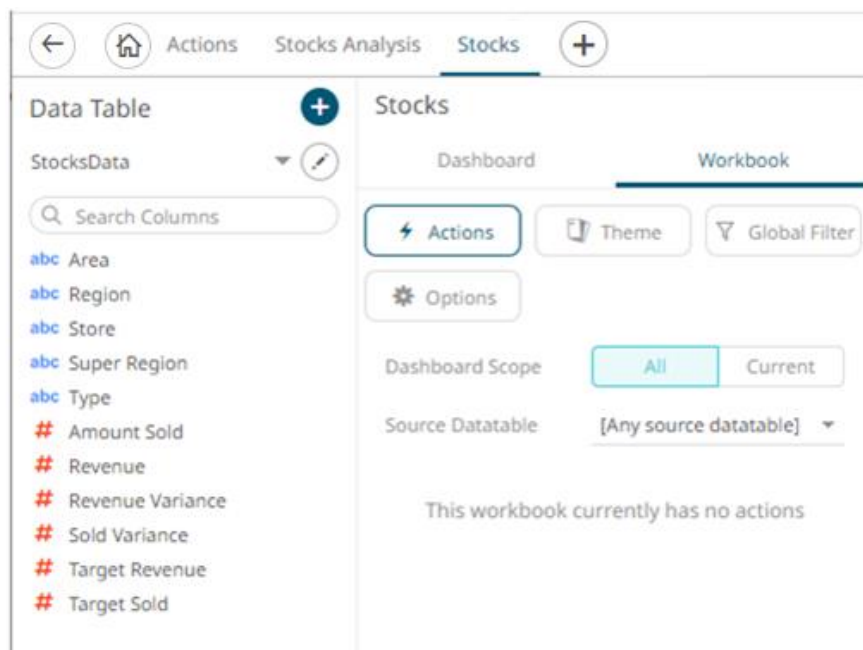 Actions Stocks Analysis Stocks
Data Table
StocksData
Search Columns
abc Area
abc Region
abc Store
abc Super Region
abc Type
# Amount Sold
# Revenue
# Revenue Variance
# Sold Variance
# Target Revenue
# Target Sold
Stocks
Dashboard Workbook
Actions Theme Global Filter
Options
Dashboard Scope All Current
Source Datatable [Any source datatable]
This workbook currently has no actions